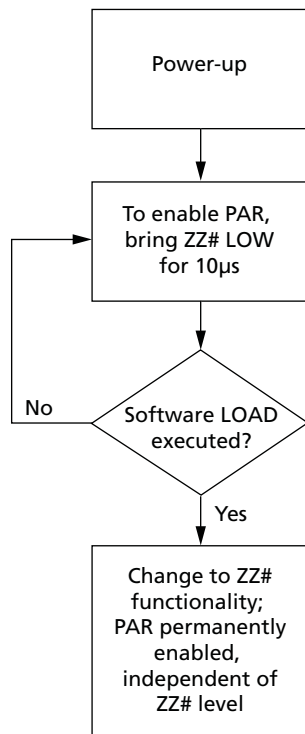 Power-up
To enable PAR,
bring ZZ# LOW
for 10µs
Software LOAD
executed?
No
Yes
Change to ZZ#
functionality;
PAR permanently
enabled,
independent of
ZZ# level